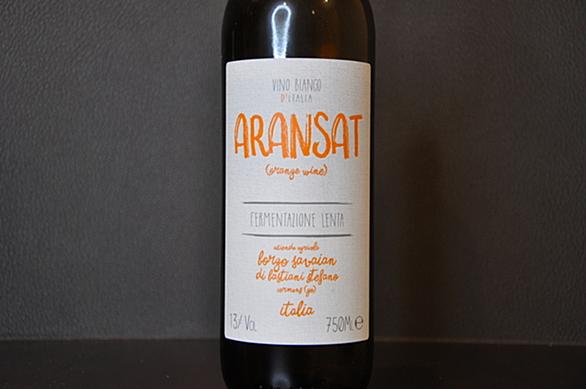 VINO BIANCO
D'ITALIA
ARANSAT
(orange wine)
FERMENTAZIONE LENTA
azienda agricola
borgo savaian
di bastiani stefano
cormons (go)
italia
13% VOL
750ML e